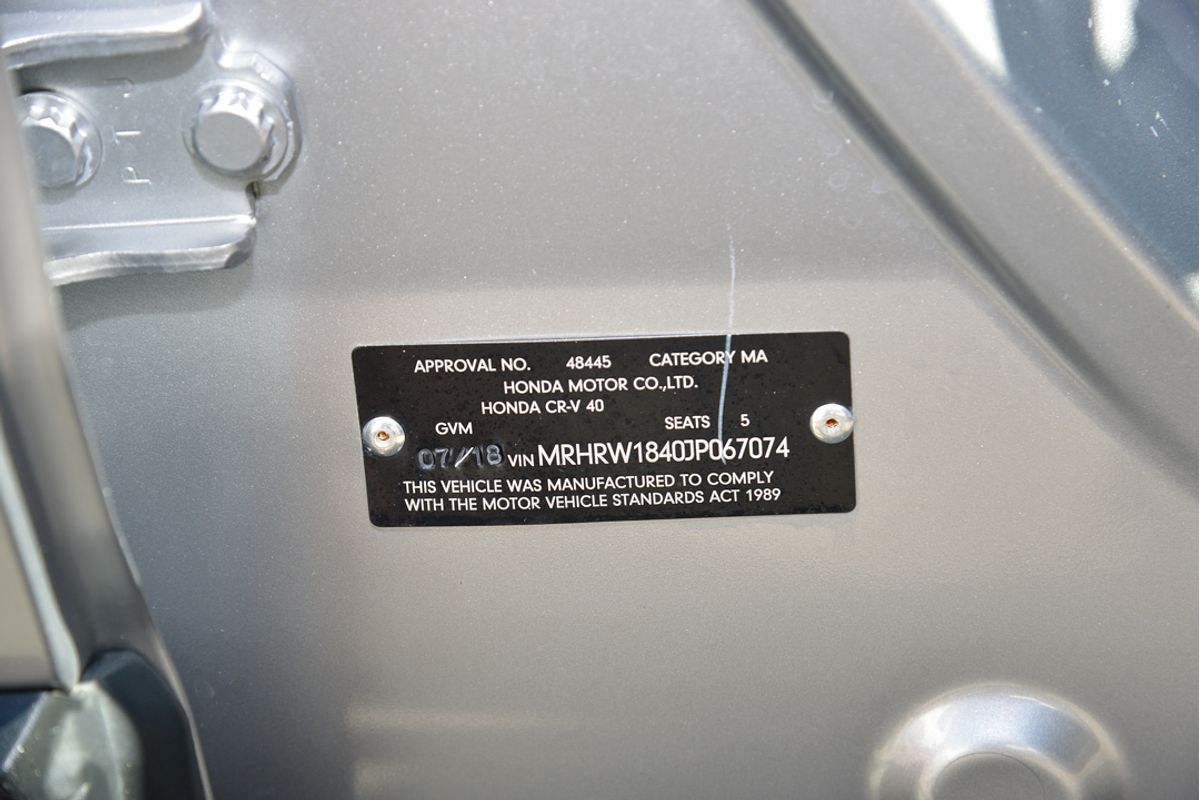 PTJ
APPROVAL NO. 48445 CATEGORY MA
HONDA MOTOR CO.,LTD.
HONDA CR-V 40
GVM SEATS 5
07/18 VIN MRHRW1840JP067074
THIS VEHICLE WAS MANUFACTURED TO COMPLY
WITH THE MOTOR VEHICLE STANDARDS ACT 1989